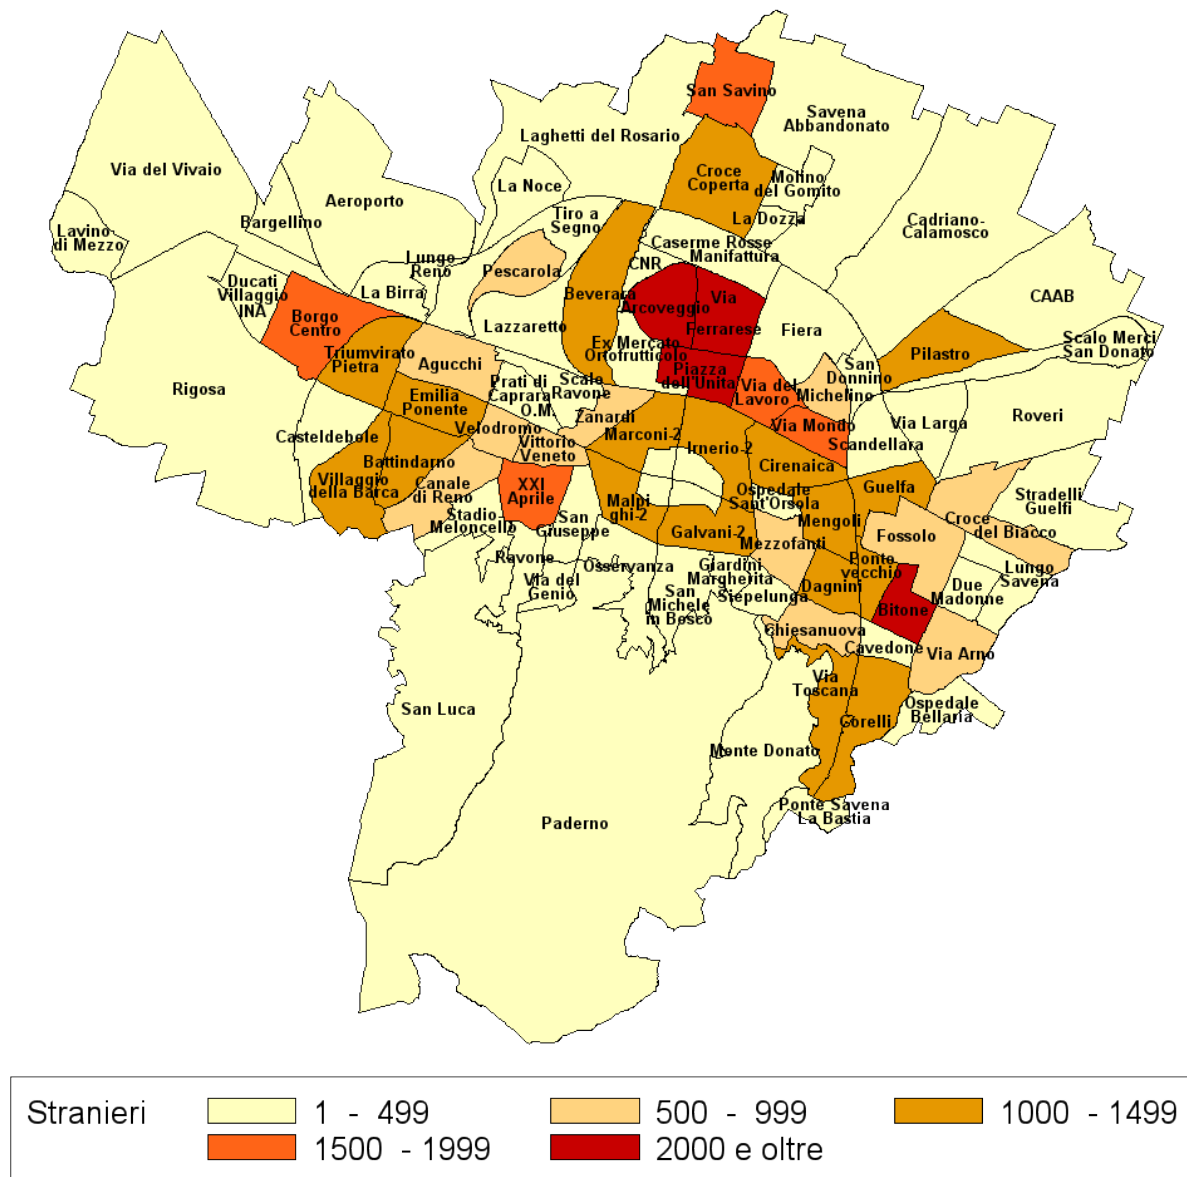 San Savino
Savena
Abbandonato
Laghetti del Rosario
Via del Vivaio
Croce
Coperta
Molino
del Gomito
La Noce
Aeroporto
Bargellino
Tiro a
Segno
La Dozza
Cadriano-
Calamosco
Lavino
di Mezzo
Caserme Rosse
Manifattura
Lungo
Reno
Pescarola
CNR
Ducati
Villaggio
INA
La Birra
Beverara
Arcoveggio
Via
Ferrarese
CAAB
Borgo
Centro
Lazzaretto
Fiera
Scalo Merci
San Donato
Ex Mercato
Ortofrutticolo
Triumvirato
Pietra
Agucchi
Pilastro
Piazza
dell'Unita
San
Donnino
Rigosa
Prati di
Caprara
O.M.
Scalo
Ravone
Via del
Lavoro
Michelino
Emilia
Ponente
Zanardi
Via Larga
Roveri
Casteldebole
Velodromo
Marconi-2
Via Mondo
Scandellara
Vittorio
Veneto
Irnerio-2
Battindarno
Cirenaica
Villaggio
della Barca
Canale
di Reno
XXI
Aprile
Malpi
ghi-2
Ospedale
Sant'Orsola
Guelfa
Stradelli
Guelfi
Stadio-
Meloncello
San
Giuseppe
Galvani-2
Mengoli
Croce
del Biacco
Mezzofanti
Fossolo
Ravone
Osservanza
Giardini
Margherita
Ponte
vecchio
Lungo
Savena
Via del
Genio
Siepelunga
Dagnini
Due
Madonne
San
Michele
in Bosco
Bitone
Chiesanuova
Cavedone
Via Arno
Via
Toscana
San Luca
Ospedale
Bellaria
Corelli
Monte Donato
Ponte Savena
La Bastia
Paderno
Stranieri
1 - 499
500 - 999
1000 - 1499
1500 - 1999
2000 e oltre